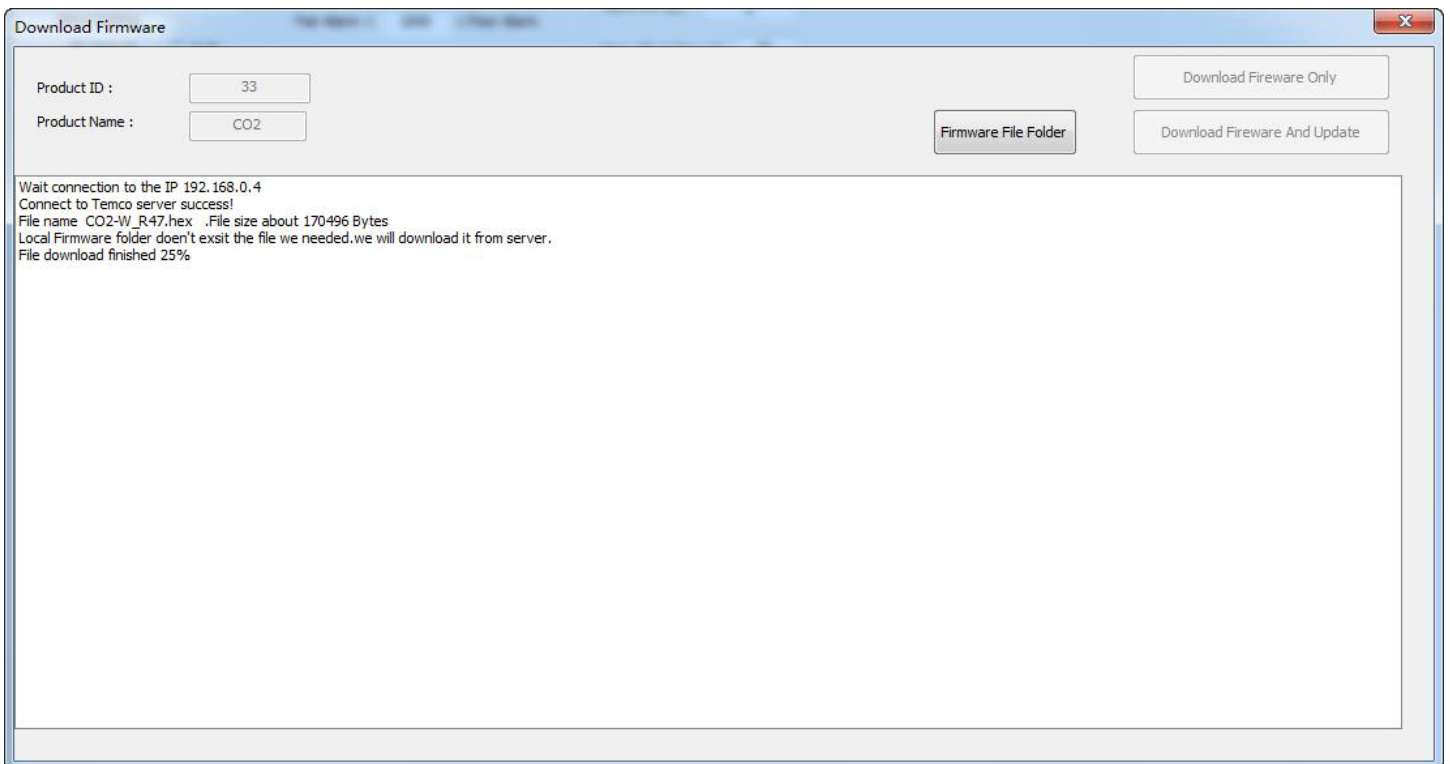 Download Firmware
Product ID :
33
Download Fireware Only
Product Name :
CO2
Firmware File Folder
Download Fireware And Update
Wait connection to the IP 192.168.0.4
Connect to Temco server success!
File name  CO2-W_R47.hex   .File size about 170496 Bytes
Local Firmware folder doen't exsit the file we needed.we will download it from server.
File download finished 25%